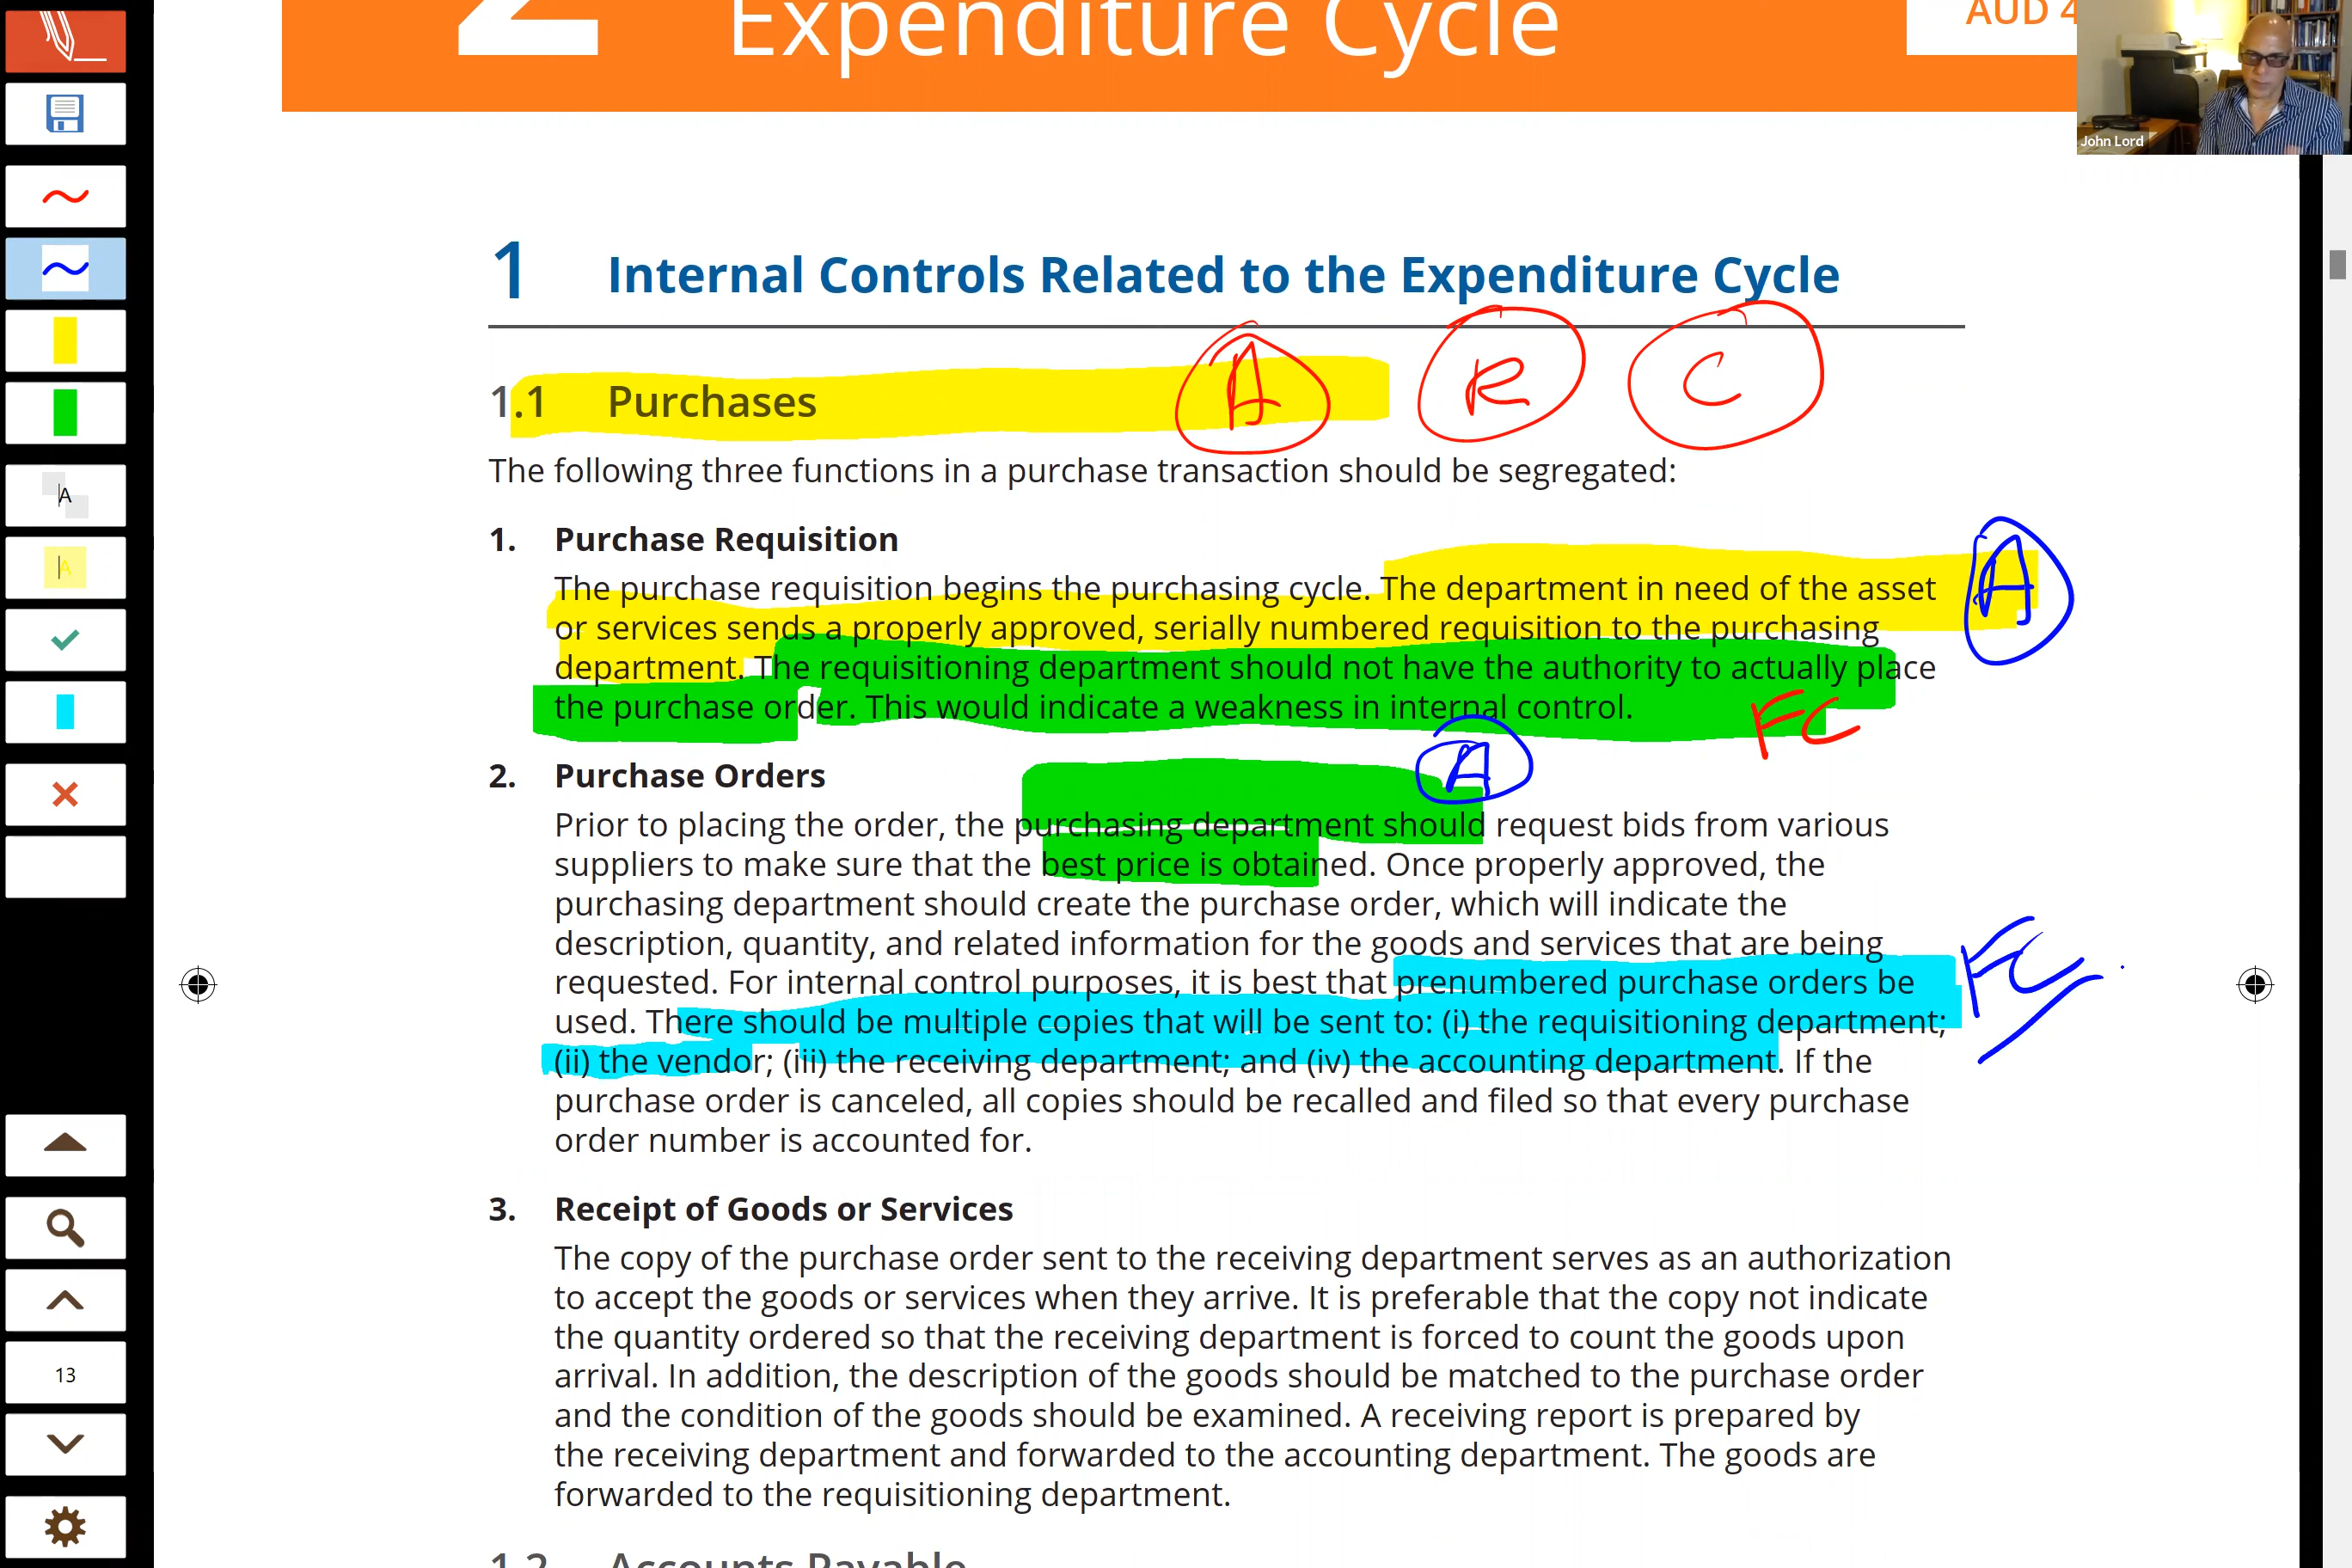 2 Expenditure Cycle
AUD 4
John Lord
1 Internal Controls Related to the Expenditure Cycle
A R C
1.1 Purchases
The following three functions in a purchase transaction should be segregated:
1. Purchase Requisition
The purchase requisition begins the purchasing cycle. The department in need of the asset
A
or services sends a properly approved, serially numbered requisition to the purchasing
department. The requisitioning department should not have the authority to actually place
the purchase order. This would indicate a weakness in internal control.
FC
2. Purchase Orders
A
Prior to placing the order, the purchasing department should request bids from various
suppliers to make sure that the best price is obtained. Once properly approved, the
purchasing department should create the purchase order, which will indicate the
description, quantity, and related information for the goods and services that are being
requested. For internal control purposes, it is best that prenumbered purchase orders be
FC
used. There should be multiple copies that will be sent to: (i) the requisitioning department;
(ii) the vendor; (iii) the receiving department; and (iv) the accounting department. If the
purchase order is canceled, all copies should be recalled and filed so that every purchase
order number is accounted for.
3. Receipt of Goods or Services
The copy of the purchase order sent to the receiving department serves as an authorization
to accept the goods or services when they arrive. It is preferable that the copy not indicate
the quantity ordered so that the receiving department is forced to count the goods upon
arrival. In addition, the description of the goods should be matched to the purchase order
and the condition of the goods should be examined. A receiving report is prepared by
the receiving department and forwarded to the accounting department. The goods are
forwarded to the requisitioning department.
1.2 Accounts Payable
A
A
13